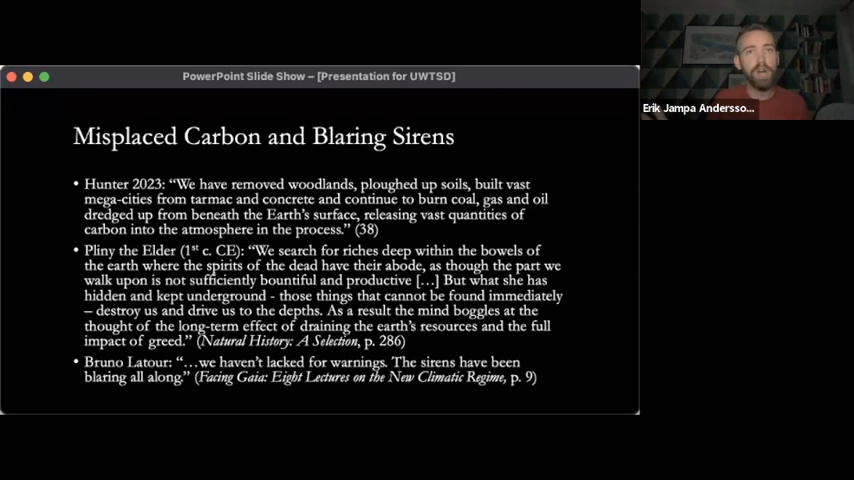 PowerPoint Slide Show – [Presentation for UWTSD]
Erik Jampa Andersso...
Misplaced Carbon and Blaring Sirens
• Hunter 2023: “We have removed woodlands, ploughed up soils, built vast
mega-cities from tarmac and concrete and continue to burn coal, gas and oil
dredged up from beneath the Earth’s surface, releasing vast quantities of
carbon into the atmosphere in the process.” (38)
• Pliny the Elder (1st c. CE): “We search for riches deep within the bowels of
the earth where the spirits of the dead have their abode, as though the part we
walk upon is not sufficiently bountiful and productive […] But what she has
hidden and kept underground - those things that cannot be found immediately
– destroy us and drive us to the depths. As a result the mind boggles at the
thought of the long-term effect of draining the earth’s resources and the full
impact of greed.” (Natural History: A Selection, p. 286)
• Bruno Latour: “…we haven’t lacked for warnings. The sirens have been
blaring all along.” (Facing Gaia: Eight Lectures on the New Climatic Regime, p. 9)